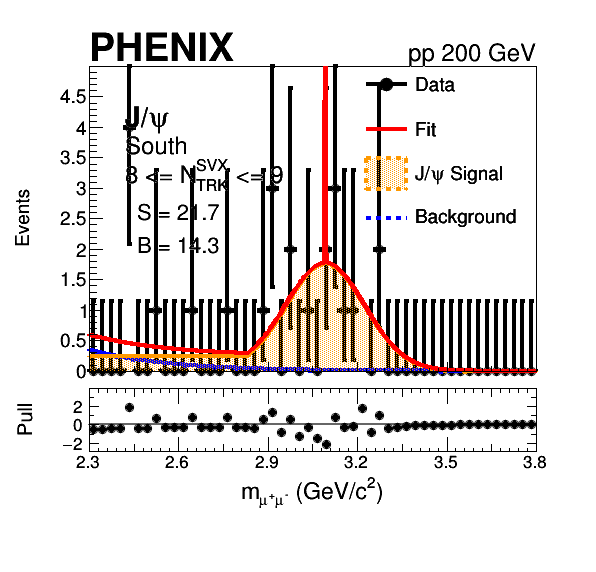 PHENIX pp 200 GeV
Data
J/ψ
South
Fit
8 <= N^SVX_TRK <= 9
J/ψ Signal
S = 21.7
Background
B = 14.3
Events
4.5
4
3.5
3
2.5
2
1.5
1
0.5
0
Pull
2
0
−2
2.3 2.6 2.9 3.2 3.5 3.8
m_μ⁺μ⁻ (GeV/c²)